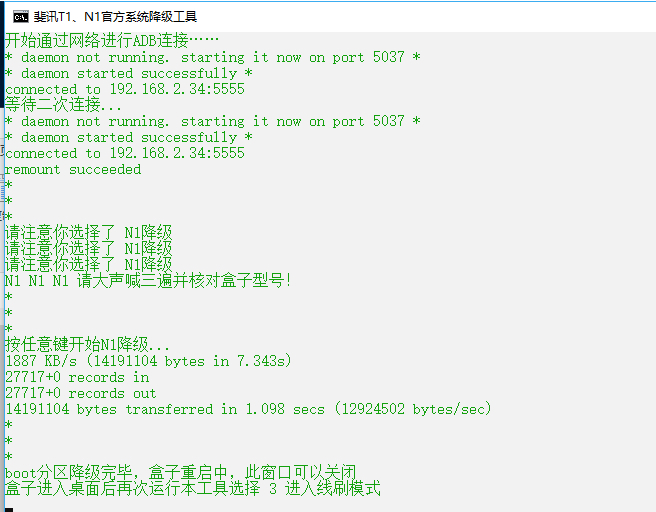 斐讯T1、N1官方系统降级工具
开始通过网络进行ADB连接……
* daemon not running. starting it now on port 5037 *
* daemon started successfully *
connected to 192.168.2.34:5555
等待二次连接...
* daemon not running. starting it now on port 5037 *
* daemon started successfully *
connected to 192.168.2.34:5555
remount succeeded
*
*
*
请注意你选择了 N1降级
请注意你选择了 N1降级
请注意你选择了 N1降级
N1 N1 N1 请大声喊三遍并核对盒子型号!
*
*
*
按任意键开始N1降级...
1887 KB/s (14191104 bytes in 7.343s)
27717+0 records in
27717+0 records out
14191104 bytes transferred in 1.098 secs (12924502 bytes/sec)
*
*
*
boot分区降级完毕, 盒子重启中, 此窗口可以关闭
盒子进入桌面后再次运行本工具选择 3 进入线刷模式